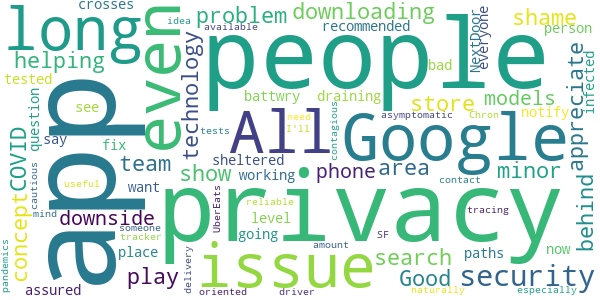 crosses
long
helping
tested
see
concept
COVID
question
say
fix
cautious
useful
mind
pandemics
app
downside
place
someone
tracker
play
assured
team
want
even
idea
available
technology
problem
downloading
recommended
people
battwry
draining
tests
All
need
I'll
sheltered
working
show
level
going
UberEats
delivery
reliable
oriented
amount
driver
privacy
issue
phone
area
contagious
Google
store
asymptomatic
models
Chron
notify
minor
bad
NextDoor
everyone
shame
person
appreciate
infected
behind
search
Good
security
paths
now
contact
tracing
SF
naturally
especially